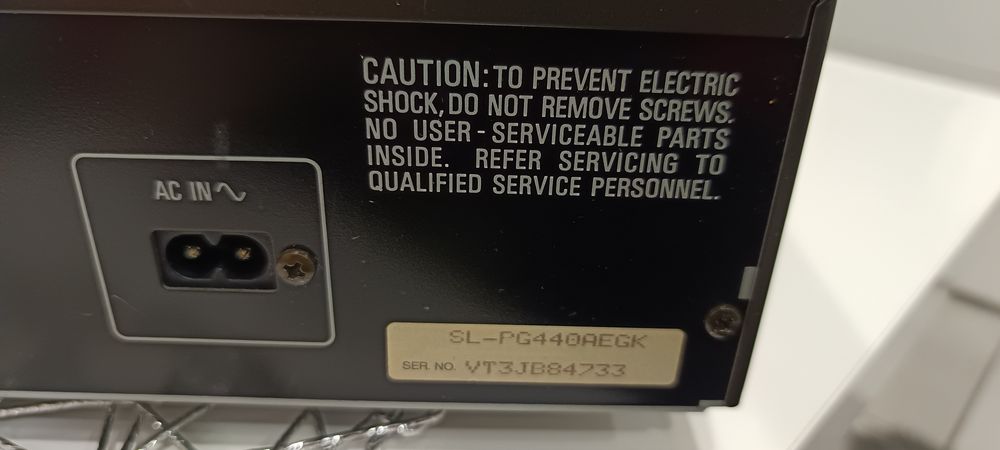 CAUTION: TO PREVENT ELECTRIC
SHOCK, DO NOT REMOVE SCREWS.
NO USER-SERVICEABLE PARTS
INSIDE. REFER SERVICING TO
QUALIFIED SERVICE PERSONNEL.
AC IN ∿
SL-PG440AEGK
SER. NO. VT3JB84733